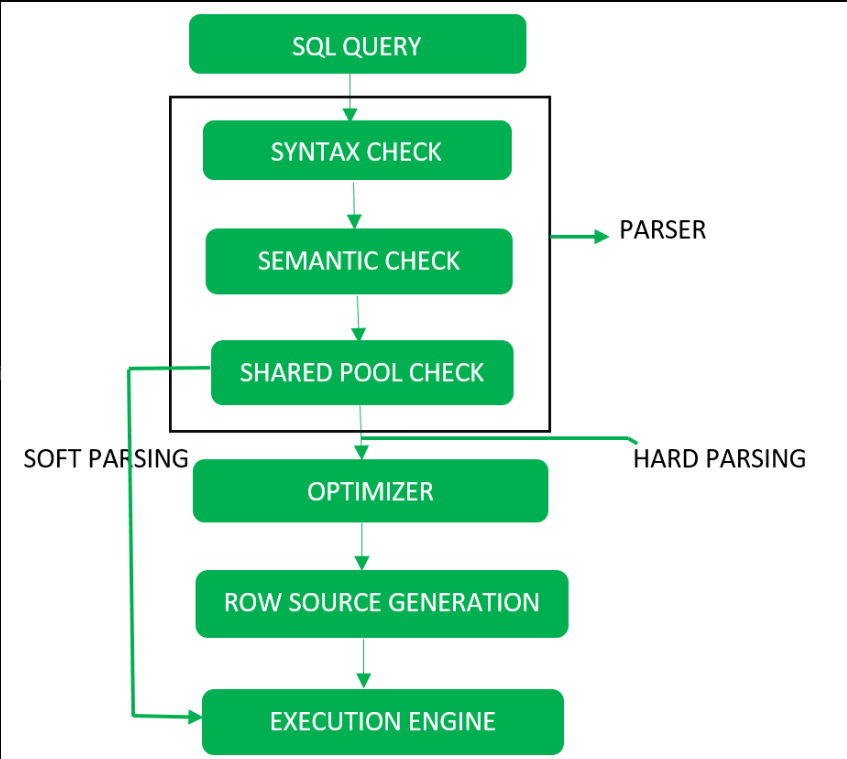 SQL QUERY
SYNTAX CHECK
PARSER
SEMANTIC CHECK
SHARED POOL CHECK
SOFT PARSING
HARD PARSING
OPTIMIZER
ROW SOURCE GENERATION
EXECUTION ENGINE